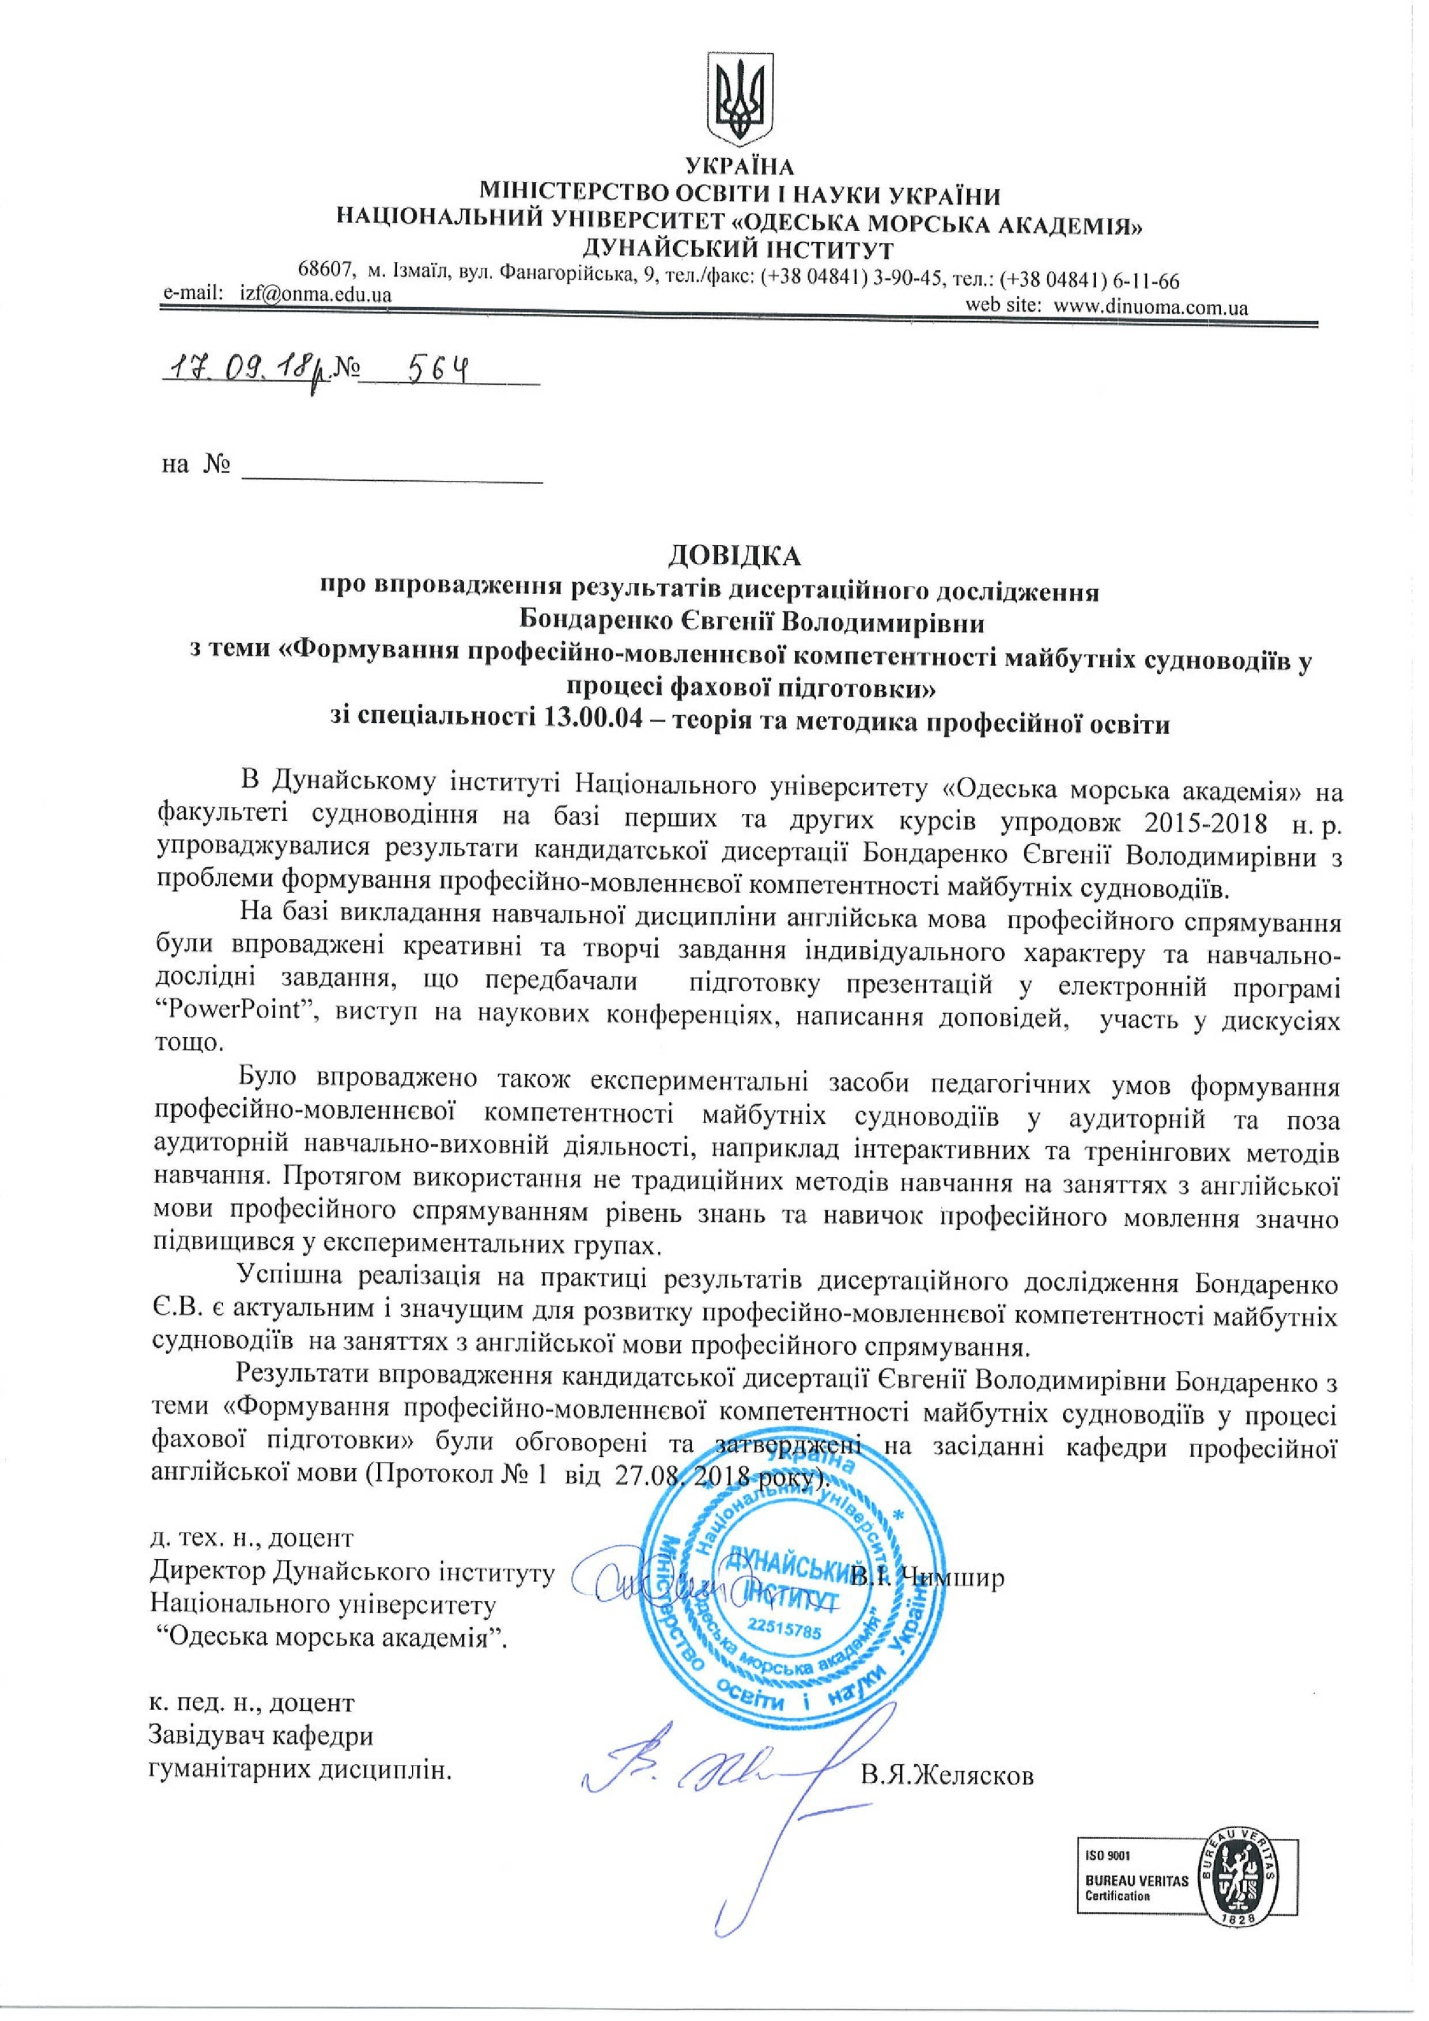 УКРАЇНА
МІНІСТЕРСТВО ОСВІТИ І НАУКИ УКРАЇНИ
НАЦІОНАЛЬНИЙ УНІВЕРСИТЕТ «ОДЕСЬКА МОРСЬКА АКАДЕМІЯ»
ДУНАЙСЬКИЙ ІНСТИТУТ
68607, м. Ізмаїл, вул. Фанагорійська, 9, тел./факс: (+38 04841) 3-90-45, тел.: (+38 04841) 6-11-66
e-mail: izf@onma.edu.ua web site: www.dinuoma.com.ua
17.09.18р.№ 564
на №
ДОВІДКА
про впровадження результатів дисертаційного дослідження
Бондаренко Євгенії Володимирівни
з теми «Формування професійно-мовленнєвої компетентності майбутніх судноводіїв у
процесі фахової підготовки»
зі спеціальності 13.00.04 – теорія та методика професійної освіти
В Дунайському інституті Національного університету «Одеська морська академія» на
факультеті судноводіння на базі перших та других курсів упродовж 2015-2018 н. р.
упроваджувалися результати кандидатської дисертації Бондаренко Євгенії Володимирівни з
проблеми формування професійно-мовленнєвої компетентності майбутніх судноводіїв.
На базі викладання навчальної дисципліни англійська мова професійного спрямування
були впроваджені креативні та творчі завдання індивідуального характеру та навчально-
дослідні завдання, що передбачали підготовку презентацій у електронній програмі
“PowerPoint”, виступ на наукових конференціях, написання доповідей, участь у дискусіях
тощо.
Було впроваджено також експериментальні засоби педагогічних умов формування
професійно-мовленнєвої компетентності майбутніх судноводіїв у аудиторній та поза
аудиторній навчально-виховній діяльності, наприклад інтерактивних та тренінгових методів
навчання. Протягом використання не традиційних методів навчання на заняттях з англійської
мови професійного спрямуванням рівень знань та навичок професійного мовлення значно
підвищився у експериментальних групах.
Успішна реалізація на практиці результатів дисертаційного дослідження Бондаренко
Є.В. є актуальним і значущим для розвитку професійно-мовленнєвої компетентності майбутніх
судноводіїв на заняттях з англійської мови професійного спрямування.
Результати впровадження кандидатської дисертації Євгенії Володимирівни Бондаренко з
теми «Формування професійно-мовленнєвої компетентності майбутніх судноводіїв у процесі
фахової підготовки» були обговорені та затверджені на засіданні кафедри професійної
англійської мови (Протокол № 1 від 27.08. 2018 року).
д. тех. н., доцент
Директор Дунайського інституту В.І. Чимшир
Національного університету
“Одеська морська академія”.
Україна
Міністерство освіти і науки України
Національний університет
“Одеська морська академія”
ДУНАЙСЬКИЙ
ІНСТИТУТ
22515785
к. пед. н., доцент
Завідувач кафедри
гуманітарних дисциплін. В.Я.Желясков
ISO 9001
BUREAU VERITAS
Certification
BUREAU VERITAS
1828